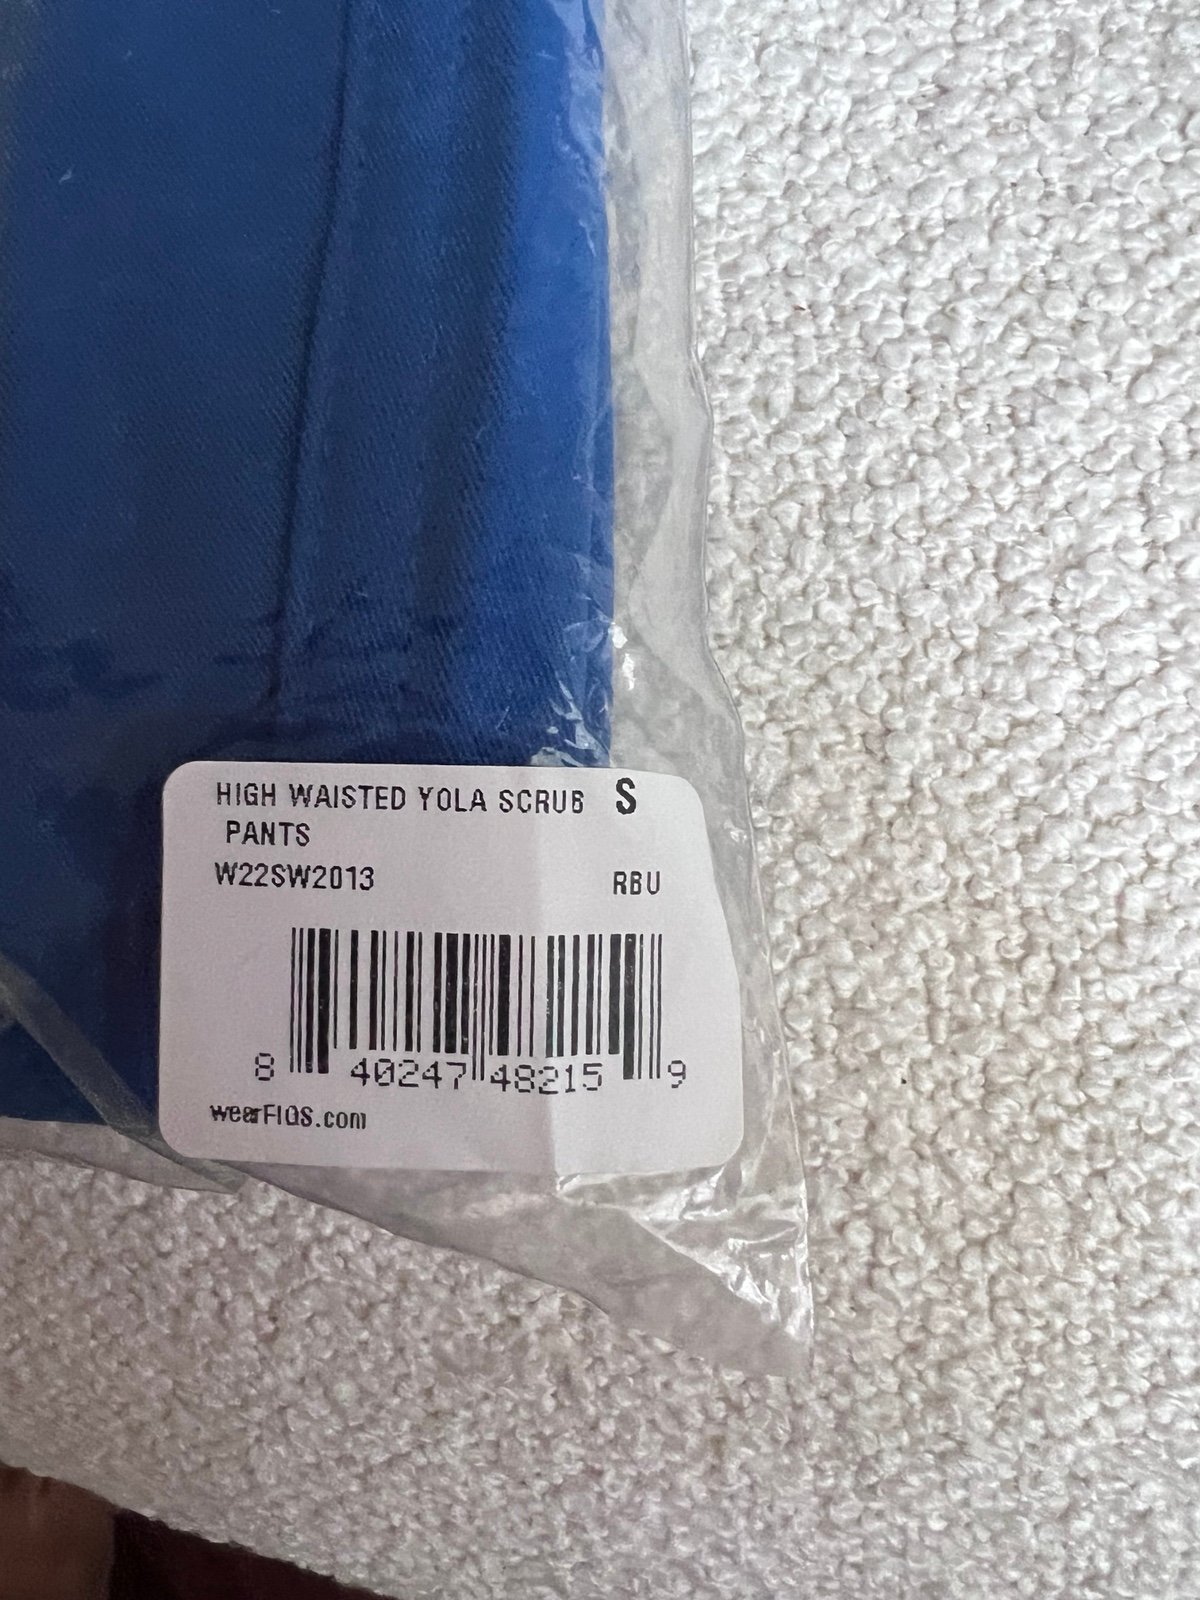 HIGH WAISTED YOLA SCRUB S
PANTS
W22SW2013 RBU
8 40247 48215 9
wearFIGS.com